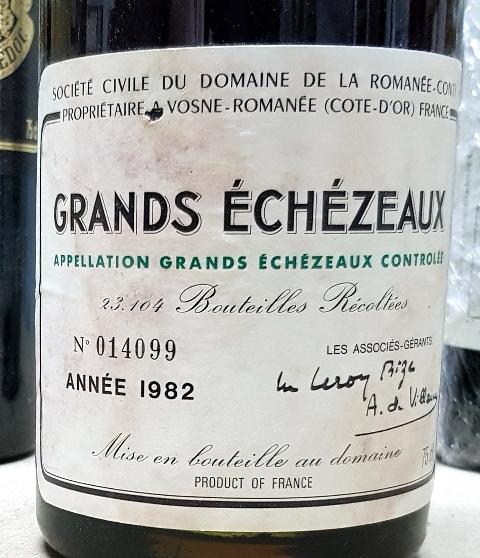 SOCIÉTÉ CIVILE DU DOMAINE DE LA ROMANÉE-CONTI
PROPRIÉTAIRE A VOSNE-ROMANÉE (COTE-D'OR) FRANCE
GRANDS ÉCHÉZEAUX
APPELLATION GRANDS ÉCHÉZEAUX CONTROLÉE
23.104 Bouteilles Récoltées
N° 014099
LES ASSOCIÉS-GÉRANTS
ANNÉE 1982
Leroy Bize
A. de Villaine
Mise en bouteille au domaine
PRODUCT OF FRANCE